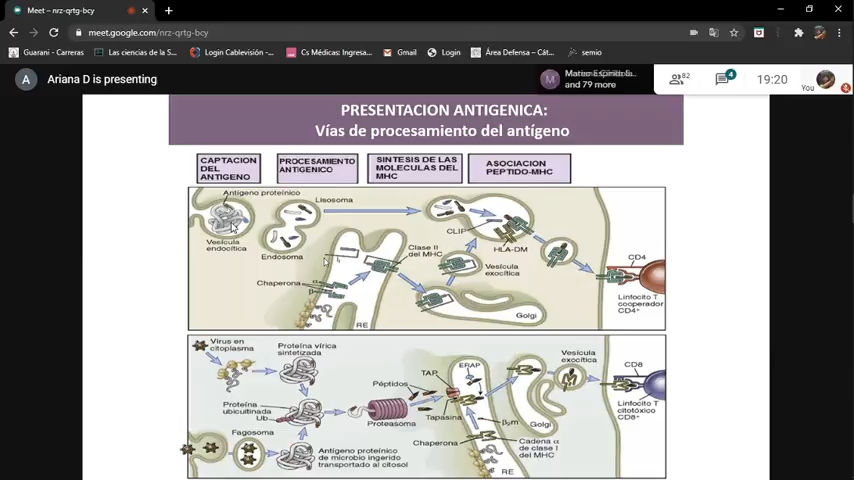 Meet – nrz-qrtg-bcy
meet.google.com/nrz-qrtg-bcy
Guarani - Carreras
Las ciencias de la S...
Login Cablevisión...
Cs Médicas: Ingresa...
Gmail
Login
Área Defensa – Cát...
semio
A
Ariana D is presenting
M
and 79 more
82
4
19:20
You
PRESENTACION ANTIGENICA:
Vías de procesamiento del antígeno
CAPTACION
DEL
ANTIGENO
PROCESAMIENTO
ANTIGENICO
SINTESIS DE LAS
MOLECULAS DEL
MHC
ASOCIACION
PEPTIDO-MHC
Antígeno proteínico
Vesícula
endocítica
Lisosoma
Endosoma
Chaperona
α
β
Ii
RE
Clase II
del MHC
CLIP
HLA-DM
Vesícula
exocítica
Golgi
CD4
Linfocito T
cooperador
CD4+
Virus en
citoplasma
Proteína vírica
sintetizada
Proteína
ubicuitinada
Ub
Fagosoma
Antígeno proteínico
de microbio ingerido
transportado al citosol
Péptidos
Proteasoma
TAP
ERAP
Tapasina
β₂m
Chaperona
Cadena α
de clase I
del MHC
RE
Golgi
Vesícula
exocítica
CD8
Linfocito T
citotóxico
CD8+